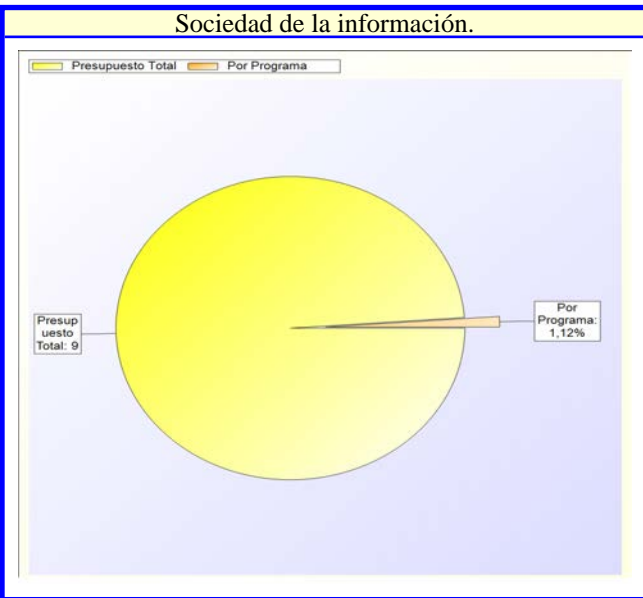 Sociedad de la información.
Presupuesto Total Por Programa
Presup
uesto
Total: 9
Por
Programa:
1,12%